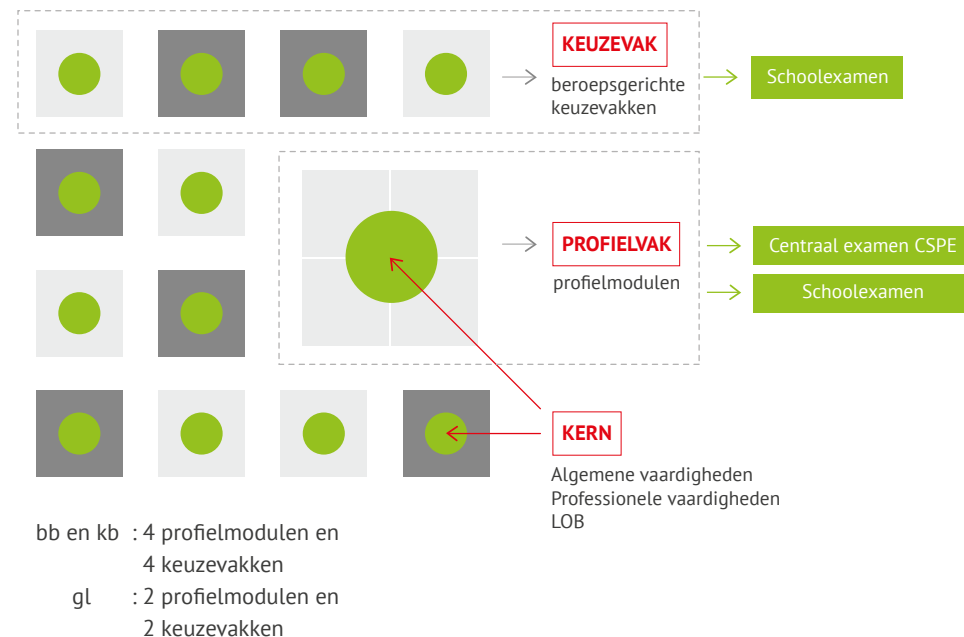 KEUZEVAK
beroepsgerichte
keuzevakken
Schoolexamen
PROFIELVAK
profielmodulen
Centraal examen CSPE
Schoolexamen
KERN
Algemene vaardigheden
Professionele vaardigheden
LOB
bb en kb : 4 profielmodulen en
4 keuzevakken
gl : 2 profielmodulen en
2 keuzevakken